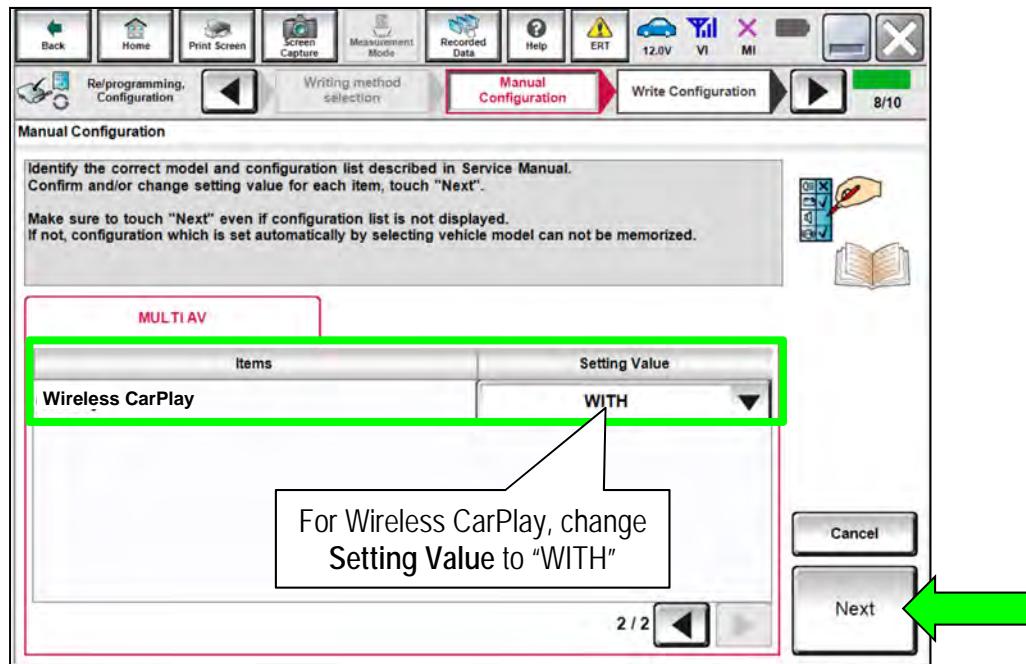 Back
Home
Print Screen
Screen
Capture
Measurement
Mode
Recorded
Data
Help
ERT
12.0V
VI
MI
Re/programming,
Configuration
Writing method
selection
Manual
Configuration
Write Configuration
8/10
Manual Configuration
Identify the correct model and configuration list described in Service Manual.
Confirm and/or change setting value for each item, touch "Next".
Make sure to touch "Next" even if configuration list is not displayed.
If not, configuration which is set automatically by selecting vehicle model can not be memorized.
MULTI AV
Items
Setting Value
Wireless CarPlay
WITH
For Wireless CarPlay, change
Setting Value to “WITH”
Cancel
Next
2 / 2